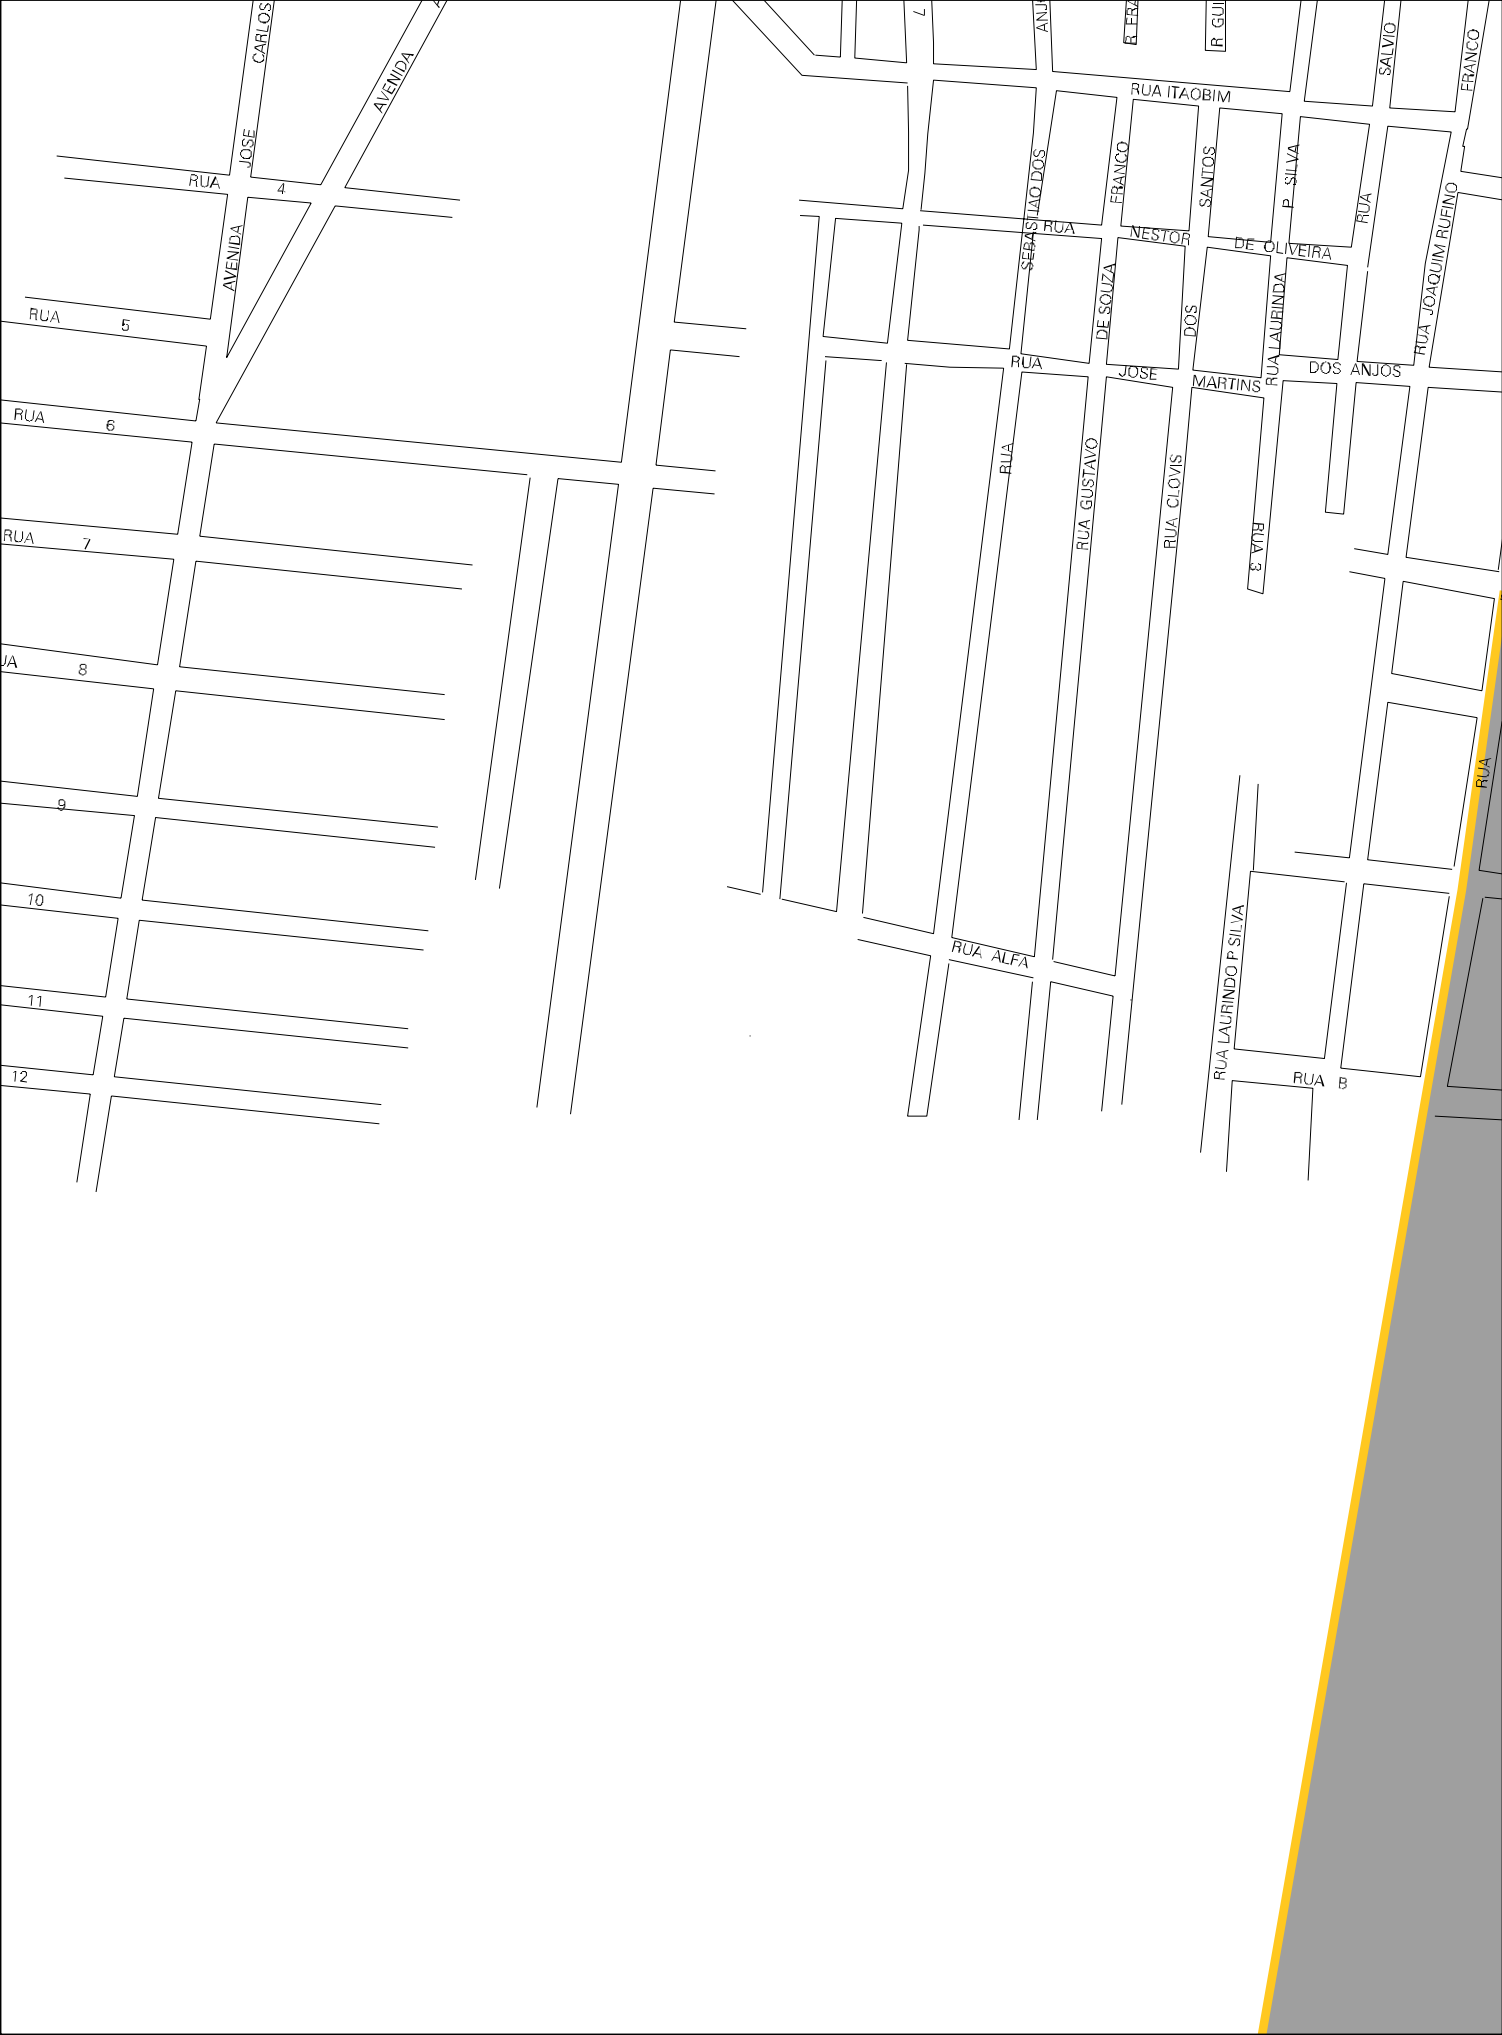 CARLOS
JOSE
AVENIDA
AVENIDA
RUA 4
RUA 5
RUA 6
RUA 7
8
9
10
11
12
R FRA
R GUI
SALVIO
FRANCO
RUA ITAOBIM
SEBASTIAO DOS
FRANCO
SANTOS
P SILVA
RUA
RUA JOAQUIM RUFINO
RUA NESTOR DE OLIVEIRA
DE SOUZA
DOS
RUA LAURINDA
RUA JOSE MARTINS DOS ANJOS
RUA
RUA GUSTAVO
RUA CLOVIS
RUA 3
RUA
RUA ALFA
RUA LAURINDO P SILVA
RUA B